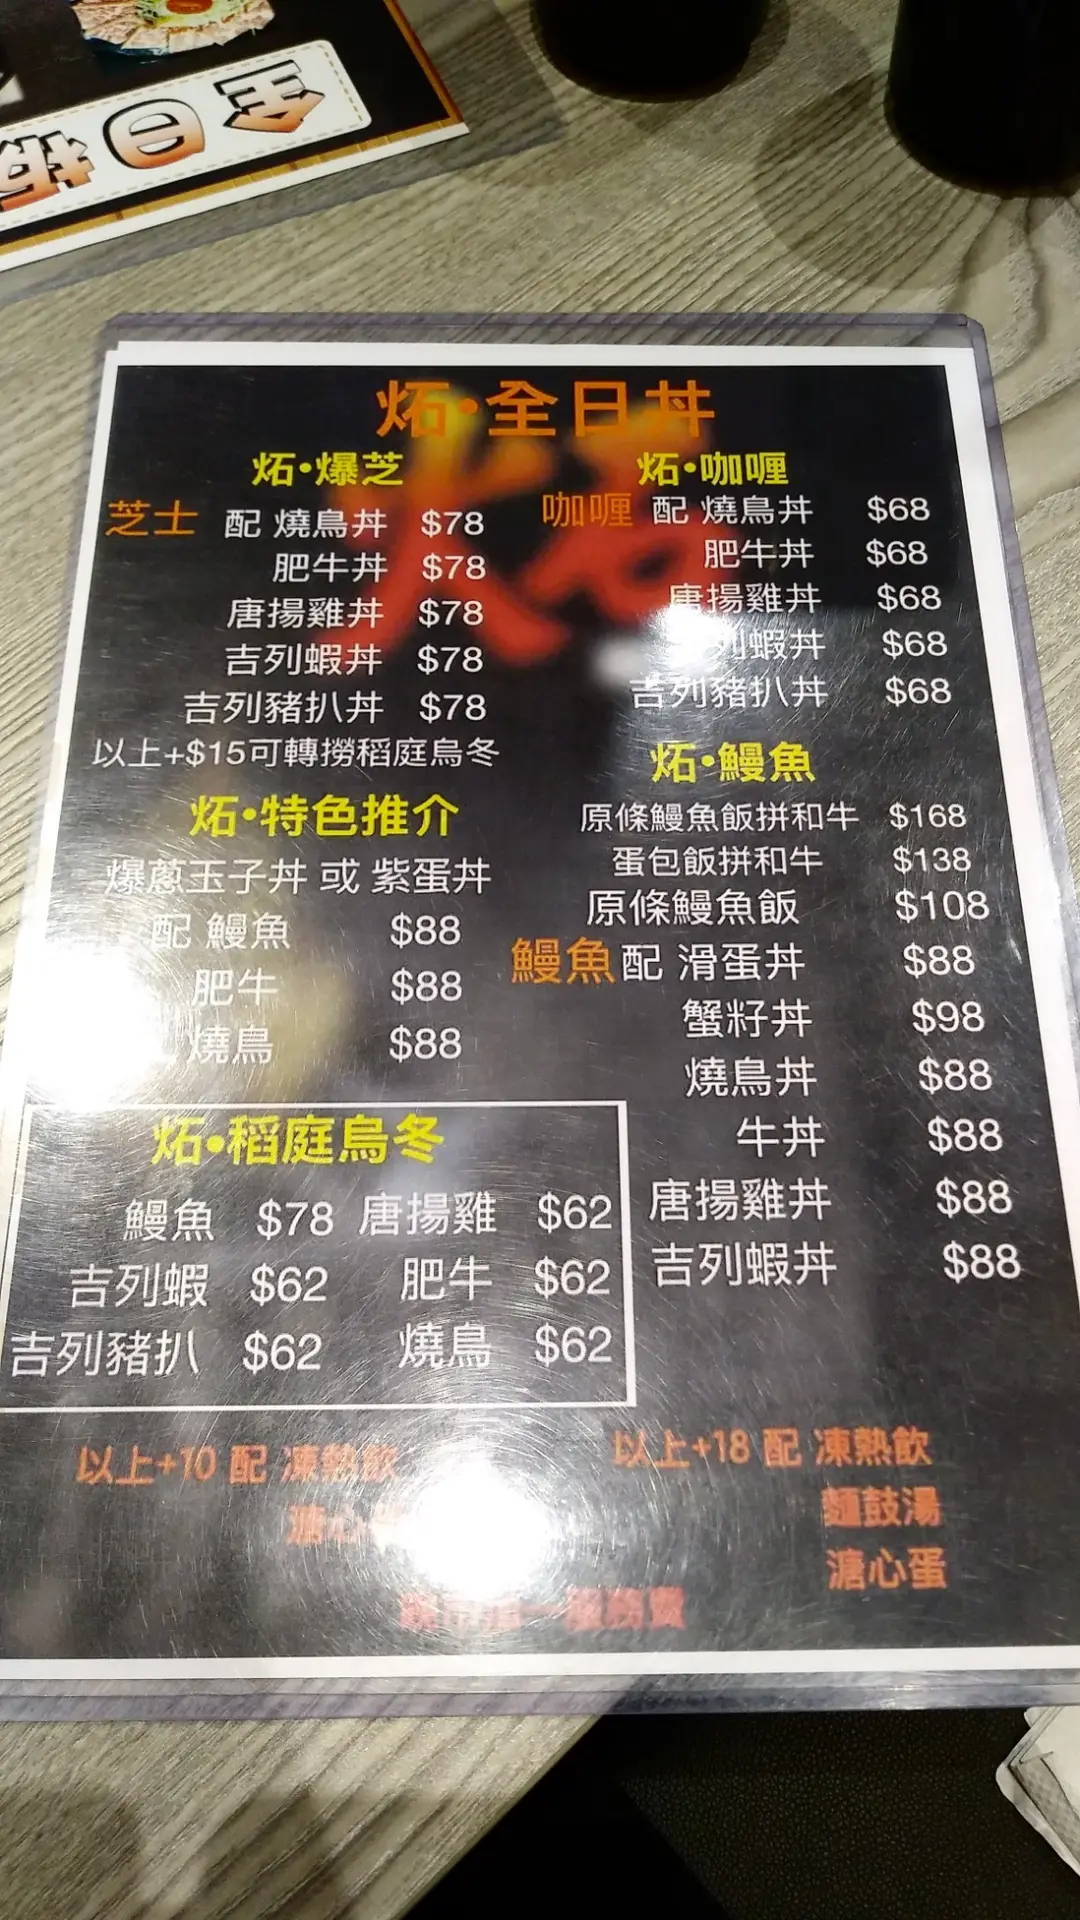 全日
炻•全日丼
炻•爆芝
芝士 配 燒鳥丼 $78
肥牛丼 $78
唐揚雞丼 $78
吉列蝦丼 $78
吉列豬扒丼 $78
以上+$15可轉撈稻庭烏冬
炻•特色推介
爆蔥玉子丼 或 紫蛋丼
配 鰻魚 $88
肥牛 $88
燒鳥 $88
炻•咖喱
咖喱 配 燒鳥丼 $68
肥牛丼 $68
唐揚雞丼 $68
列蝦丼 $68
吉列豬扒丼 $68
炻•鰻魚
原條鰻魚飯拼和牛 $168
蛋包飯拼和牛 $138
原條鰻魚飯 $108
鰻魚 配 滑蛋丼 $88
蟹籽丼 $98
燒鳥丼 $88
牛丼 $88
唐揚雞丼 $88
吉列蝦丼 $88
炻•稻庭烏冬
鰻魚 $78 唐揚雞 $62
吉列蝦 $62 肥牛 $62
吉列豬扒 $62 燒鳥 $62
以上+10 配 凍熱飲
溏心
以上+18 配 凍熱飲
麵鼓湯
溏心蛋
一服務費